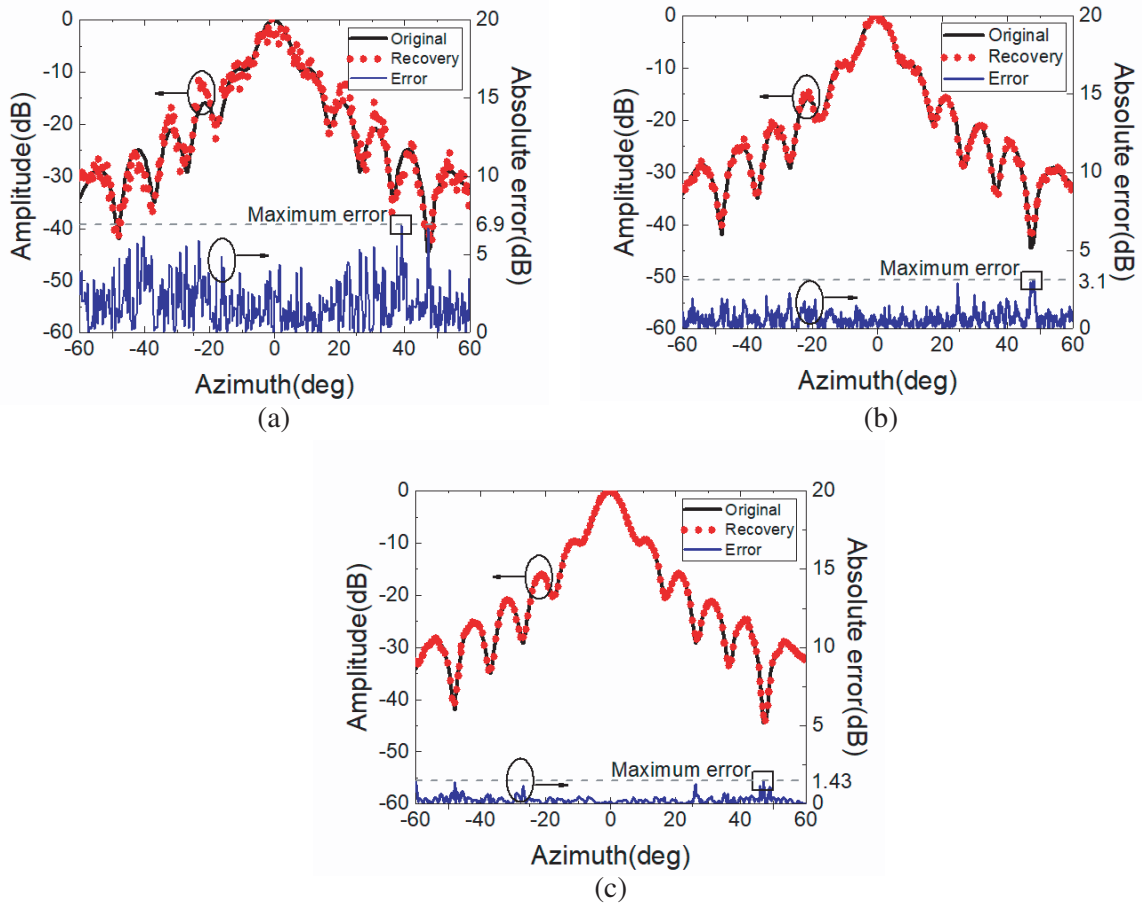 0
-10
-20
-30
-40
-50
-60
Amplitude(dB)
Original
Recovery
Error
Maximum error
20
15
10
6.9
5
0
Absolute error(dB)
-60 -40 -20 0 20 40 60
Azimuth(deg)
(a)
0
-10
-20
-30
-40
-50
-60
Amplitude(dB)
Original
Recovery
Error
Maximum error
20
15
10
5
3.1
0
Absolute error(dB)
-60 -40 -20 0 20 40 60
Azimuth(deg)
(b)
0
-10
-20
-30
-40
-50
-60
Amplitude(dB)
Original
Recovery
Error
Maximum error
20
15
10
5
1.43
0
Absolute error(dB)
-60 -40 -20 0 20 40 60
Azimuth(deg)
(c)